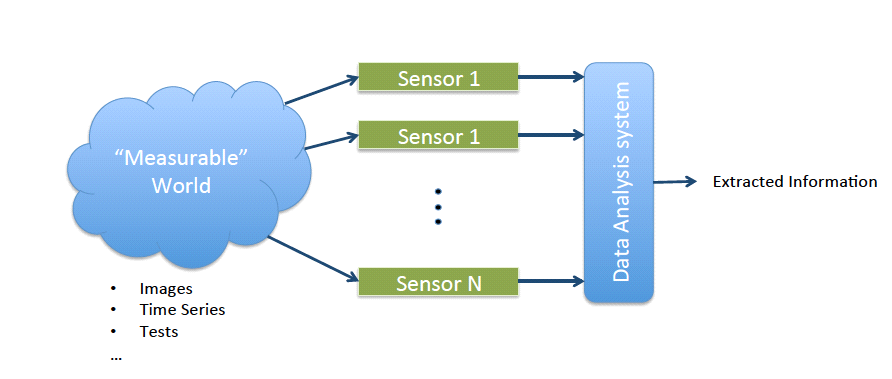 Sensor 1
Sensor 1
"Measurable"
World
Data Analysis system
Extracted Information
Sensor N
• Images
• Time Series
• Tests
...